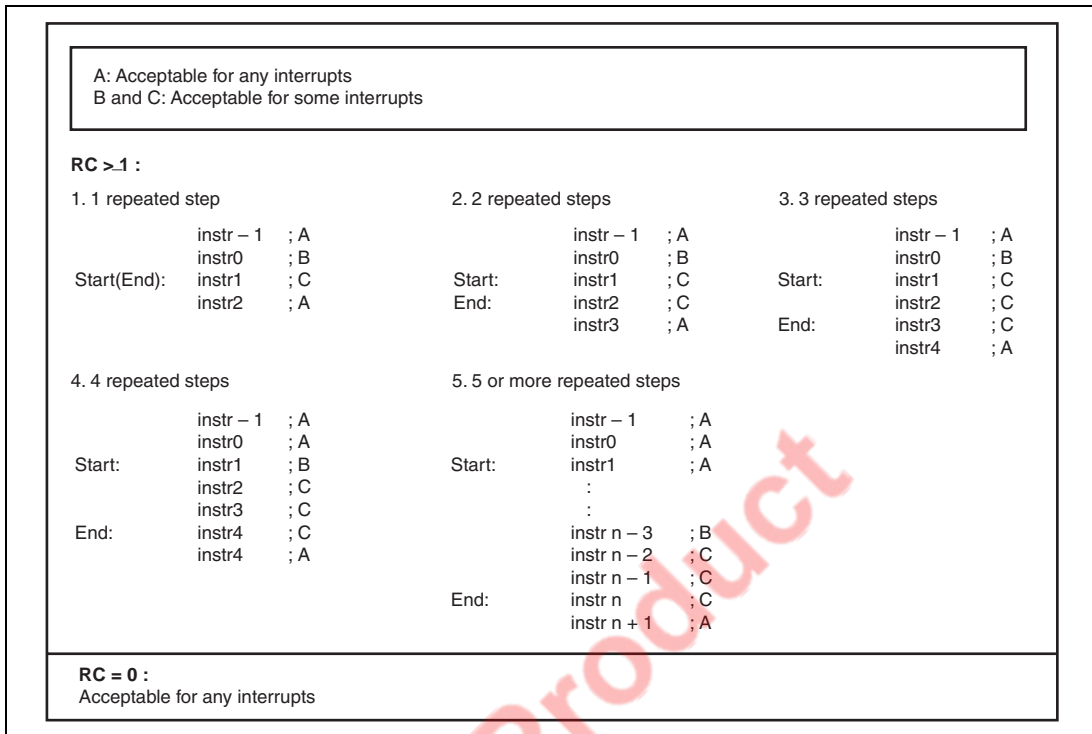 A: Acceptable for any interrupts
B and C: Acceptable for some interrupts
RC ≥ 1 :
1. 1 repeated step
instr – 1 ; A
instr0 ; B
Start(End): instr1 ; C
instr2 ; A
2. 2 repeated steps
instr – 1 ; A
instr0 ; B
Start: instr1 ; C
End: instr2 ; C
instr3 ; A
3. 3 repeated steps
instr – 1 ; A
instr0 ; B
Start: instr1 ; C
instr2 ; C
End: instr3 ; C
instr4 ; A
4. 4 repeated steps
instr – 1 ; A
instr0 ; A
Start: instr1 ; B
instr2 ; C
instr3 ; C
End: instr4 ; C
instr4 ; A
5. 5 or more repeated steps
instr – 1 ; A
instr0 ; A
Start: instr1 ; A
:
:
instr n – 3 ; B
instr n – 2 ; C
instr n – 1 ; C
End: instr n ; C
instr n + 1 ; A
RC = 0 :
Acceptable for any interrupts
Product